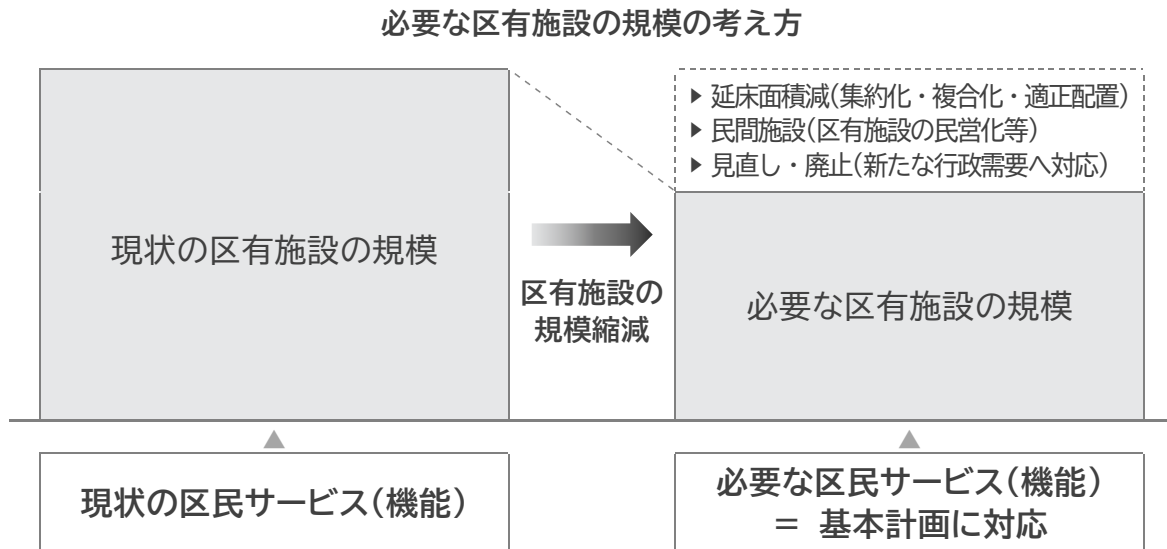 必要な区有施設の規模の考え方
現状の区有施設の規模
区有施設の
規模縮減
▶ 延床面積減(集約化・複合化・適正配置)
▶ 民間施設(区有施設の民営化等)
▶ 見直し・廃止(新たな行政需要へ対応)
必要な区有施設の規模
現状の区民サービス(機能)
必要な区民サービス(機能)
= 基本計画に対応